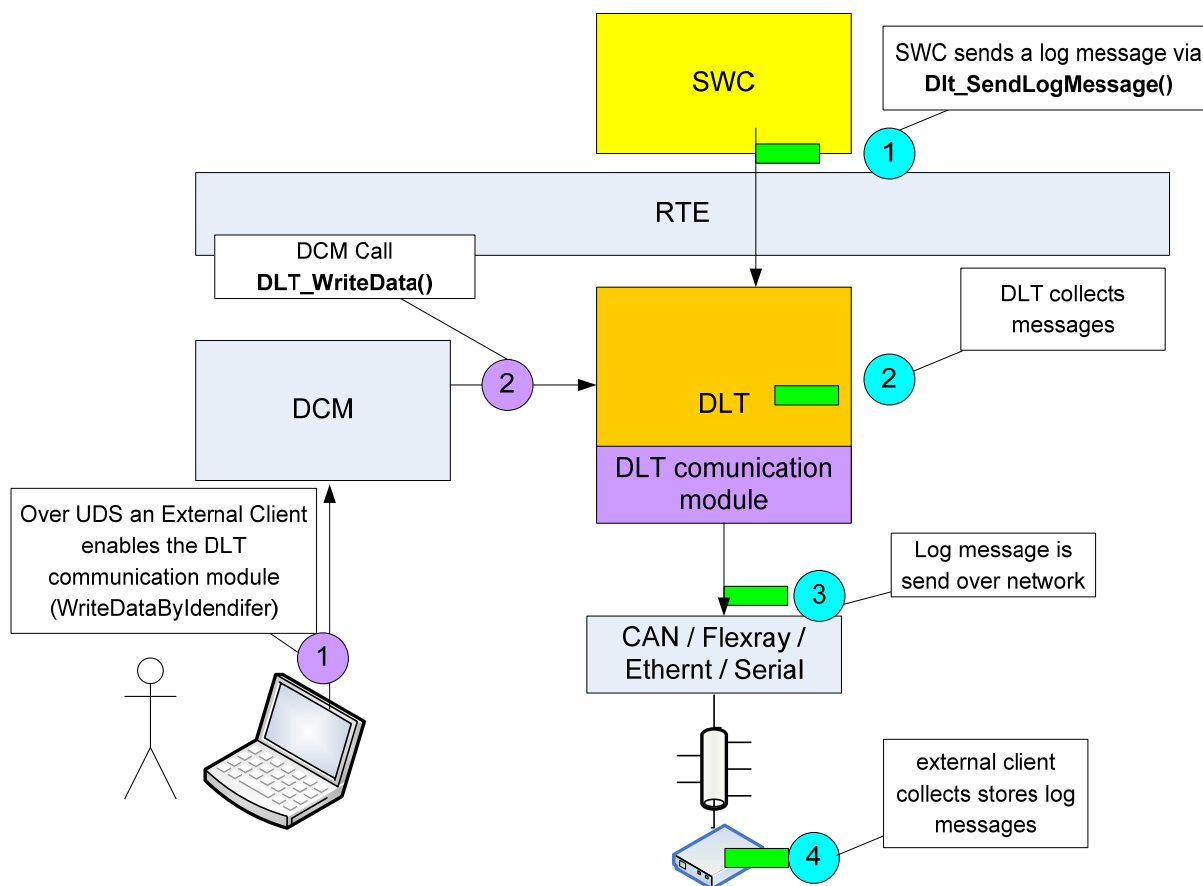 SWC
SWC sends a log message via
Dlt_SendLogMessage()
1
RTE
DCM Call
DLT_WriteData()
DLT collects
messages
2
2
DCM
DLT
DLT comunication
module
Over UDS an External Client
enables the DLT
communication module
(WriteDataByIdendifer)
1
Log message is
send over network
3
CAN / Flexray /
Ethernt / Serial
external client
collects stores log
messages
4